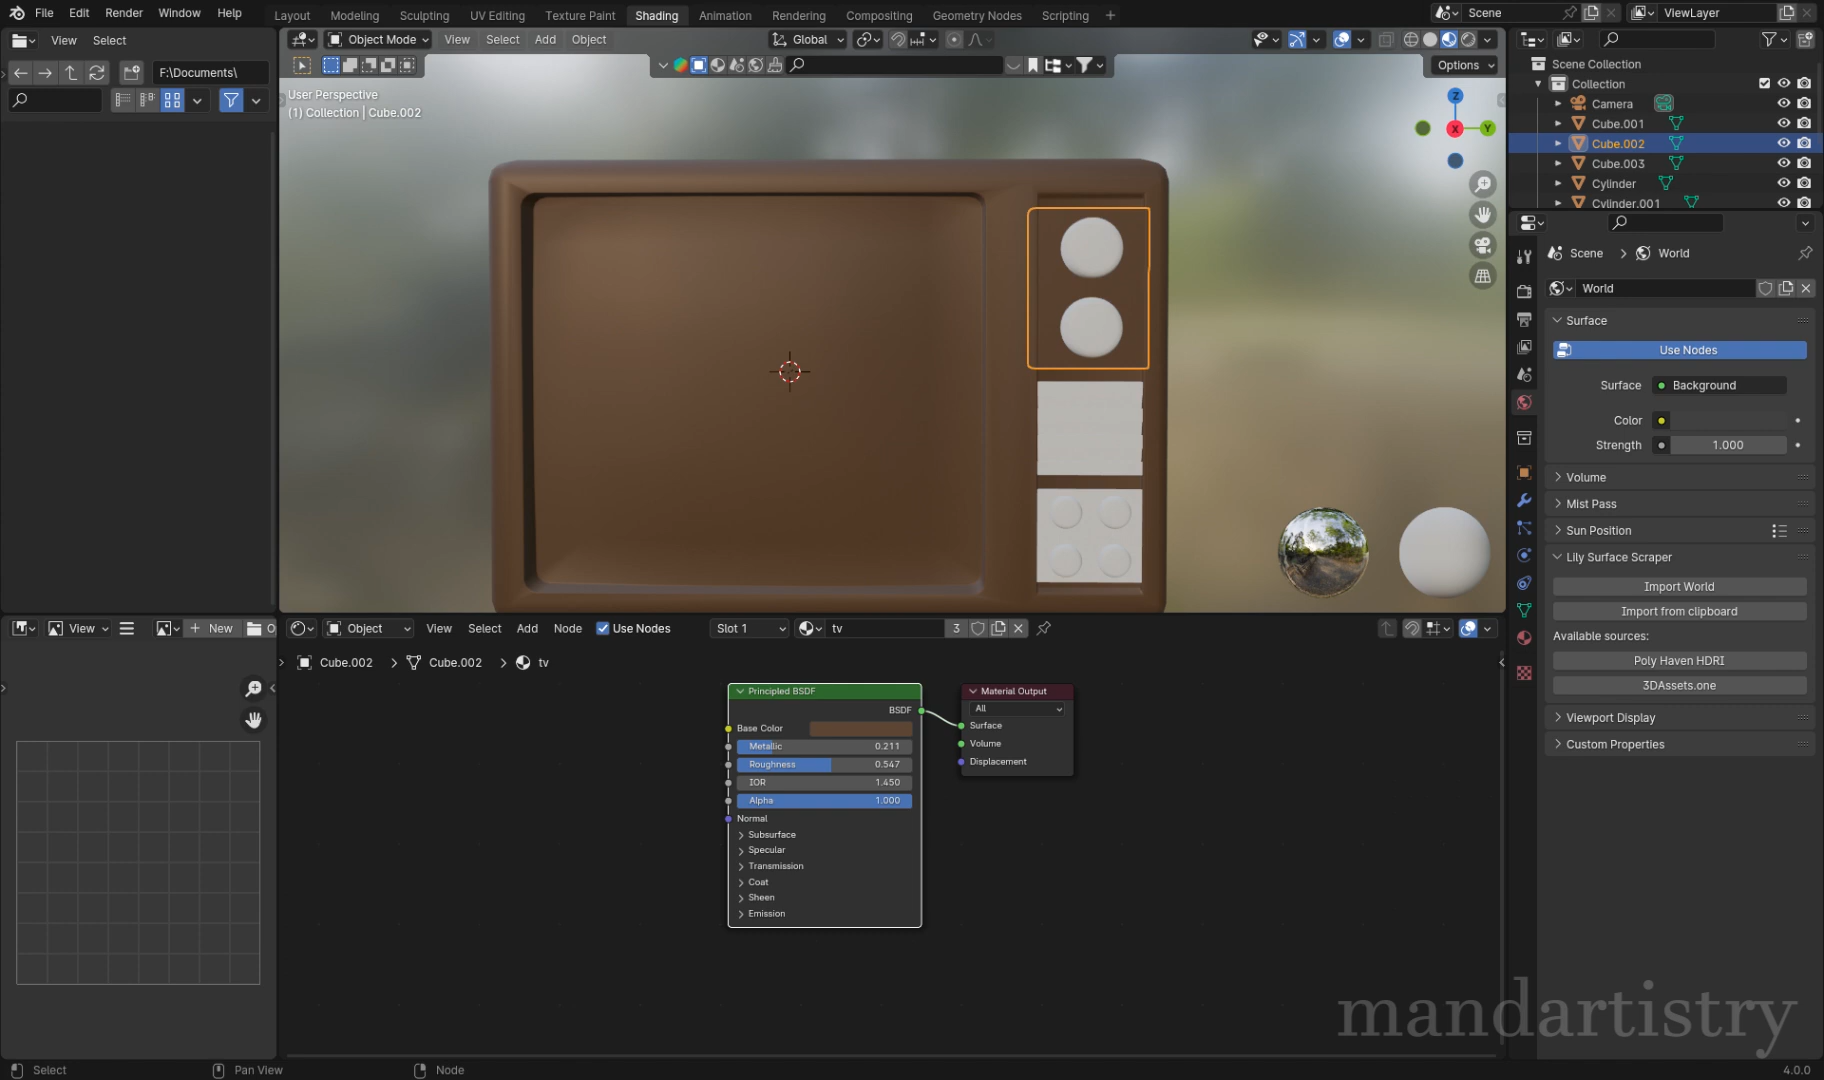 File Edit Render Window Help Layout Modeling Sculpting UV Editing Texture Paint Shading Animation Rendering Compositing Geometry Nodes Scripting + Scene ViewLayer
View Select
Object Mode View Select Add Object Global
F:\Documents\
Options
User Perspective
(1) Collection | Cube.002
Z
X
Y
Scene Collection
Collection
Camera
Cube.001
Cube.002
Cube.003
Cylinder
Cylinder.001
Scene > World
World
Surface
Use Nodes
Surface Background
Color
Strength 1.000
Volume
Mist Pass
Sun Position
Lily Surface Scraper
Import World
Import from clipboard
Available sources:
Poly Haven HDRI
3DAssets.one
Viewport Display
Custom Properties
View + New O
Object View Select Add Node Use Nodes Slot 1 tv 3
Cube.002 > Cube.002 > tv
Principled BSDF
BSDF
Base Color
Metallic 0.211
Roughness 0.547
IOR 1.450
Alpha 1.000
Normal
Subsurface
Specular
Transmission
Coat
Sheen
Emission
Material Output
All
Surface
Volume
Displacement
mandartistry
Select Pan View Node 4.0.0